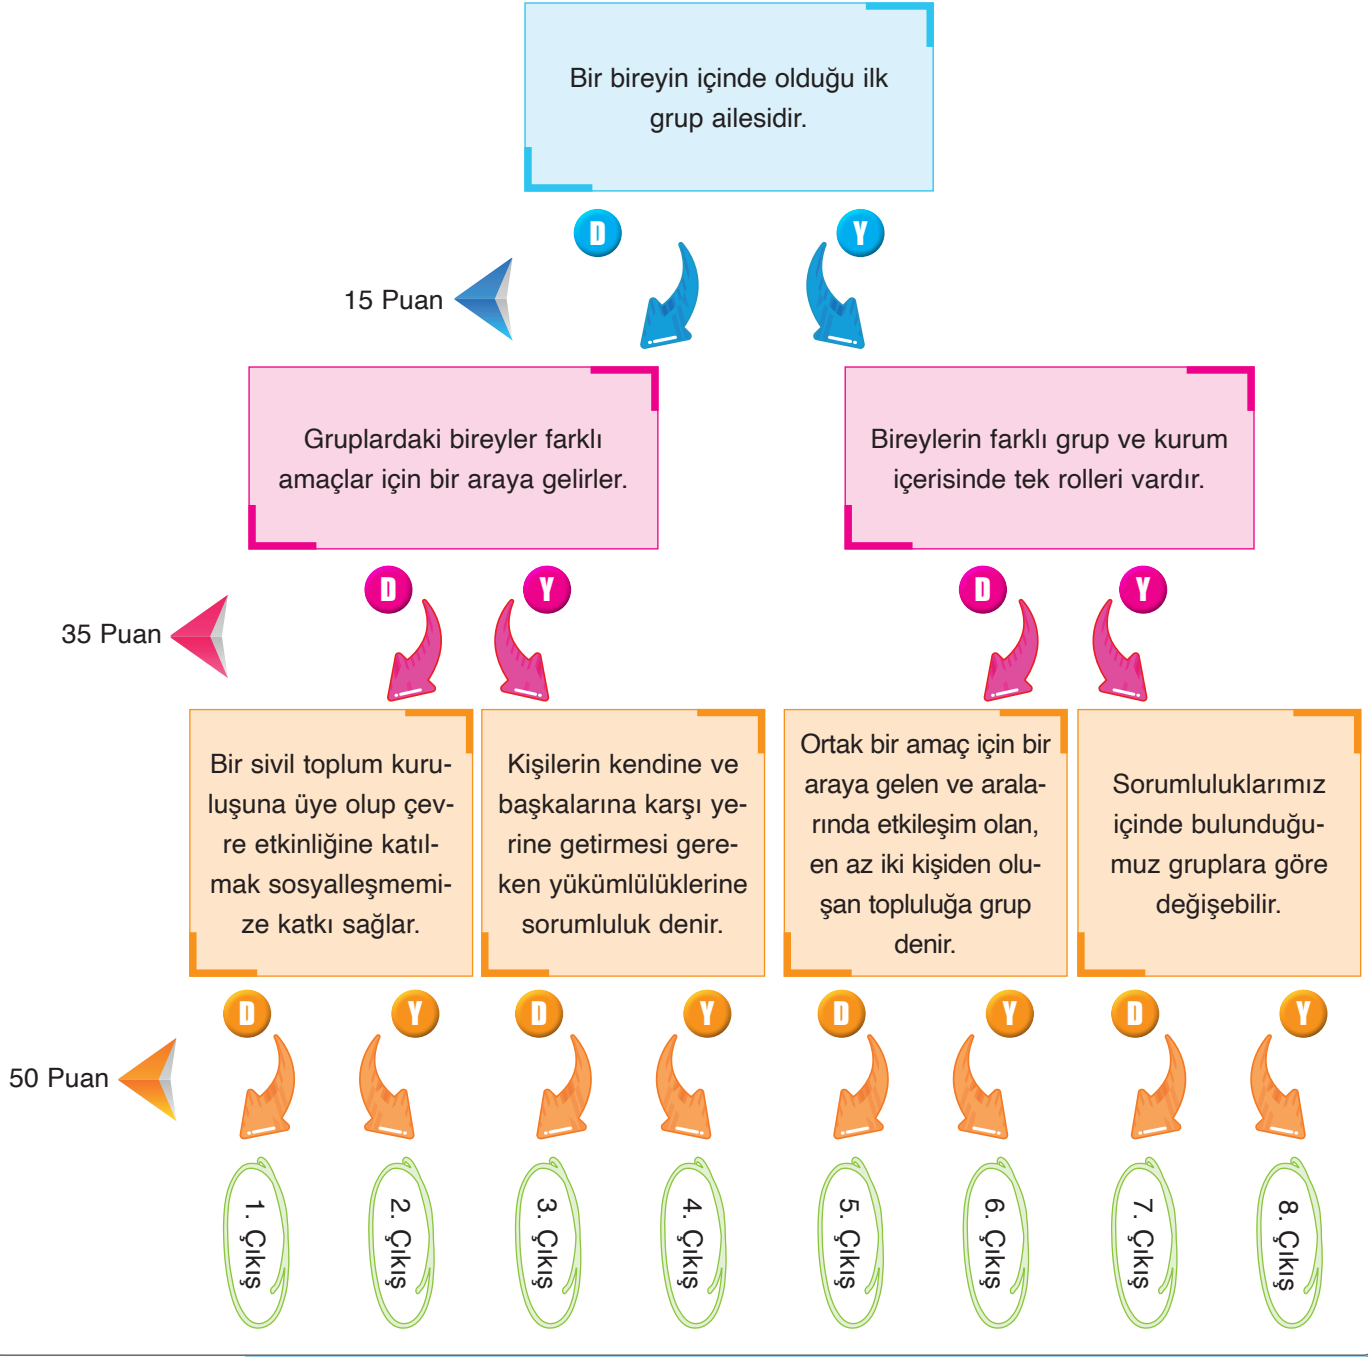 Bir bireyin içinde olduğu ilk
grup ailesidir.
D
Y
15 Puan
Gruplardaki bireyler farklı
amaçlar için bir araya gelirler.
Bireylerin farklı grup ve kurum
içerisinde tek rolleri vardır.
D
Y
D
Y
35 Puan
Bir sivil toplum kuru-
luşuna üye olup çev-
re etkinliğine katıl-
mak sosyalleşmemi-
ze katkı sağlar.
Kişilerin kendine ve
başkalarına karşı ye-
rine getirmesi gere-
ken yükümlülüklerine
sorumluluk denir.
Ortak bir amaç için bir
araya gelen ve arala-
rında etkileşim olan,
en az iki kişiden olu-
şan topluluğa grup
denir.
Sorumluluklarımız
içinde bulunduğu-
muz gruplara göre
değişebilir.
D
Y
D
Y
D
Y
D
Y
50 Puan
1. Çıkış
2. Çıkış
3. Çıkış
4. Çıkış
5. Çıkış
6. Çıkış
7. Çıkış
8. Çıkış